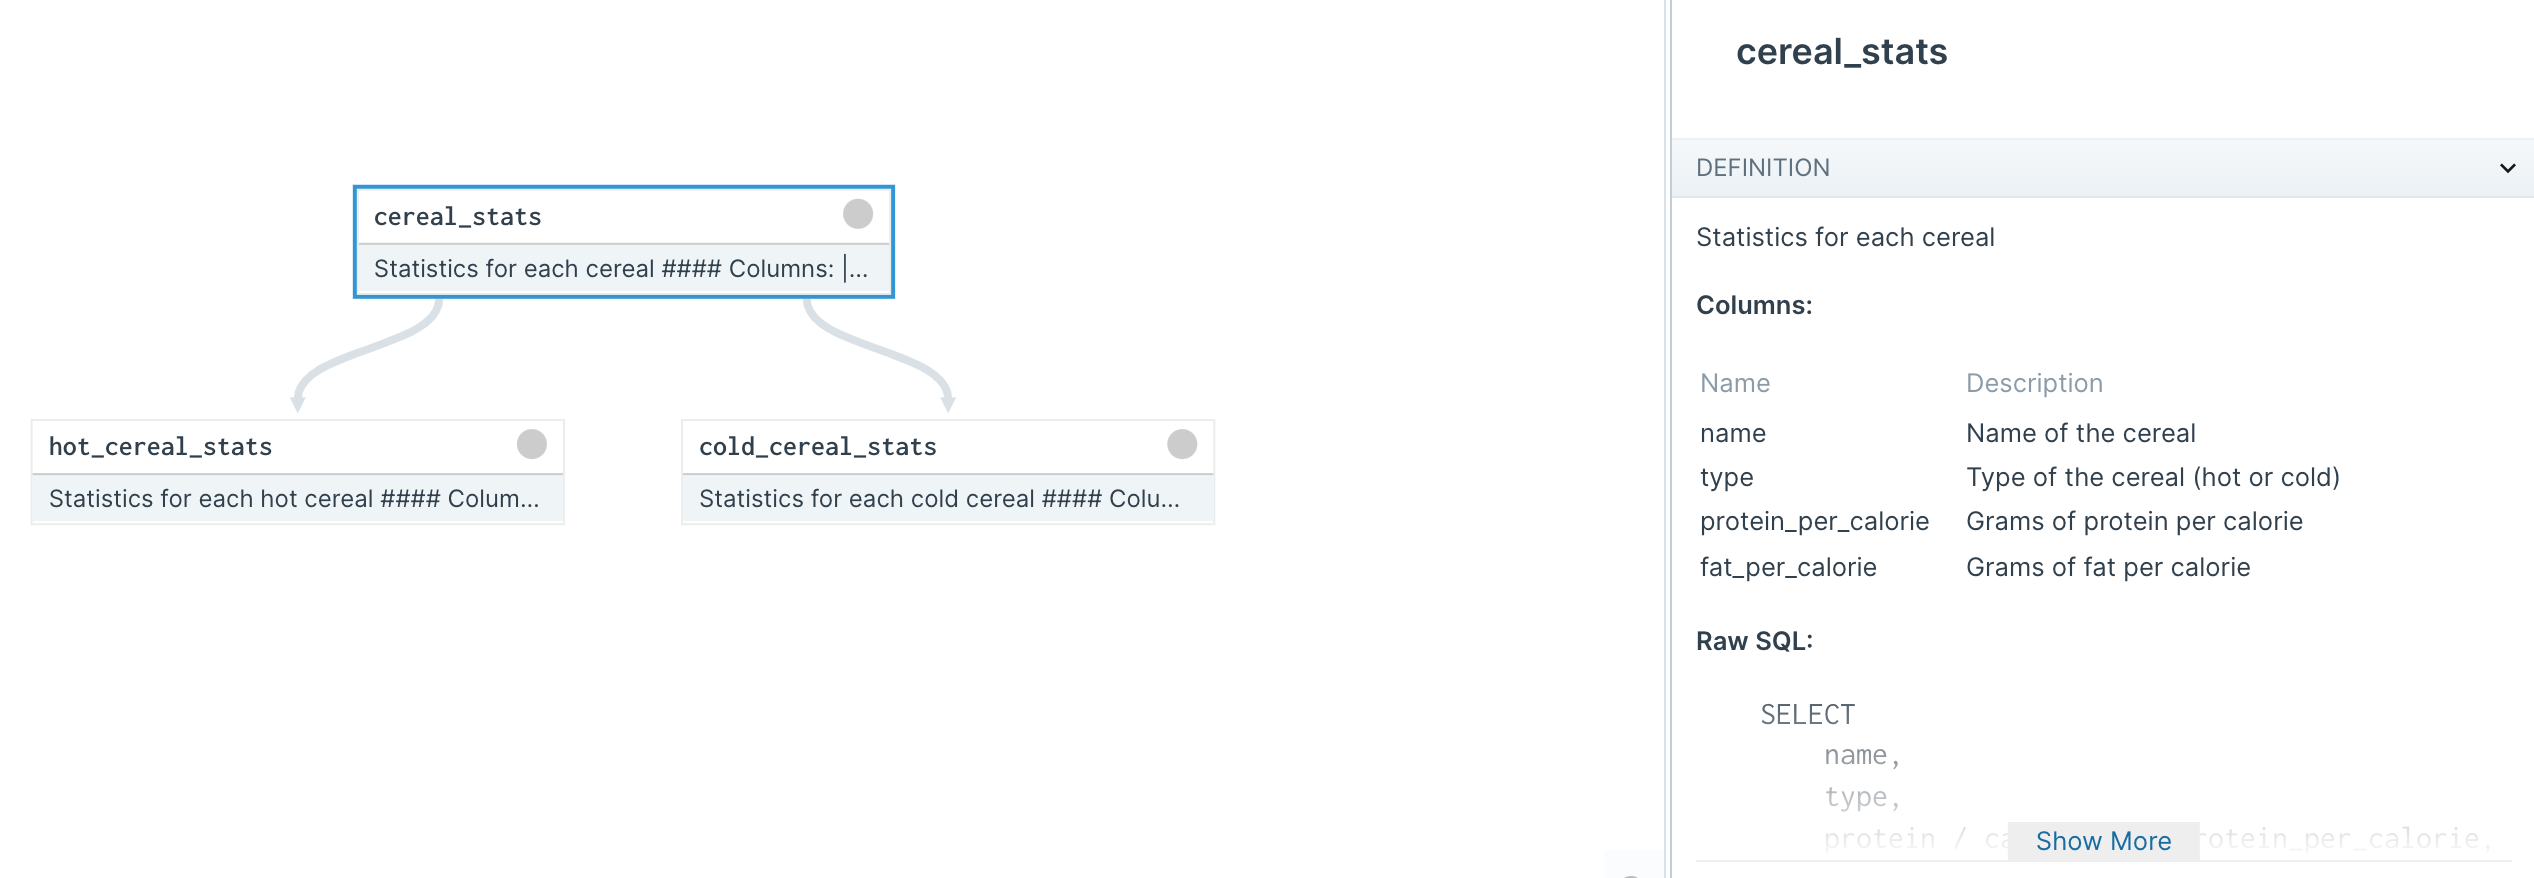 cereal_stats
Statistics for each cereal #### Columns: |...
hot_cereal_stats
Statistics for each hot cereal #### Colum...
cold_cereal_stats
Statistics for each cold cereal #### Colu...
cereal_stats
DEFINITION
Statistics for each cereal
Columns:
Name Description
name Name of the cereal
type Type of the cereal (hot or cold)
protein_per_calorie Grams of protein per calorie
fat_per_calorie Grams of fat per calorie
Raw SQL:
SELECT
name,
type,
protein / ca rotein_per_calorie,
Show More